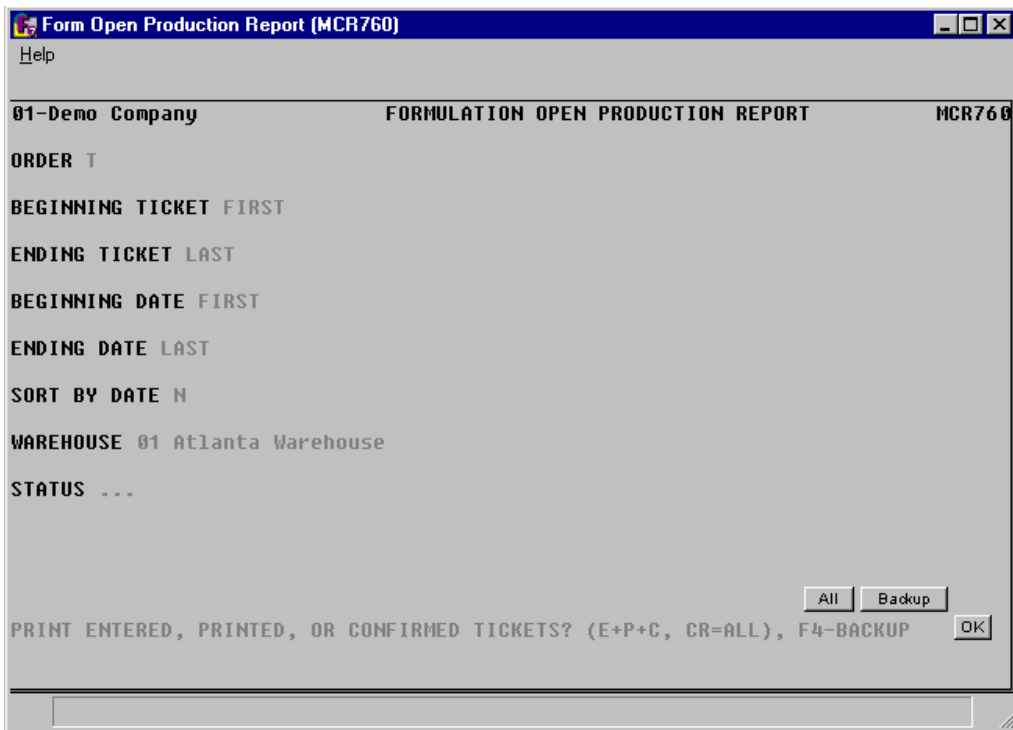 Form Open Production Report (MCR760)
Help
01-Demo Company FORMULATION OPEN PRODUCTION REPORT MCR760
ORDER T
BEGINNING TICKET FIRST
ENDING TICKET LAST
BEGINNING DATE FIRST
ENDING DATE LAST
SORT BY DATE N
WAREHOUSE 01 Atlanta Warehouse
STATUS ...
All Backup
PRINT ENTERED, PRINTED, OR CONFIRMED TICKETS? (E+P+C, CR=ALL), F4-BACKUP OK